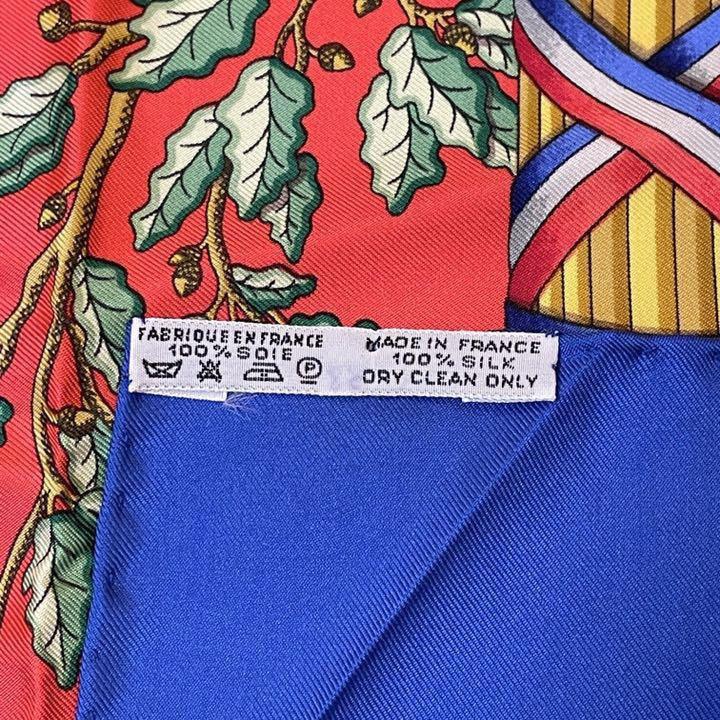 FABRIQUE EN FRANCE
100% SOIE
P
MADE IN FRANCE
100% SILK
DRY CLEAN ONLY